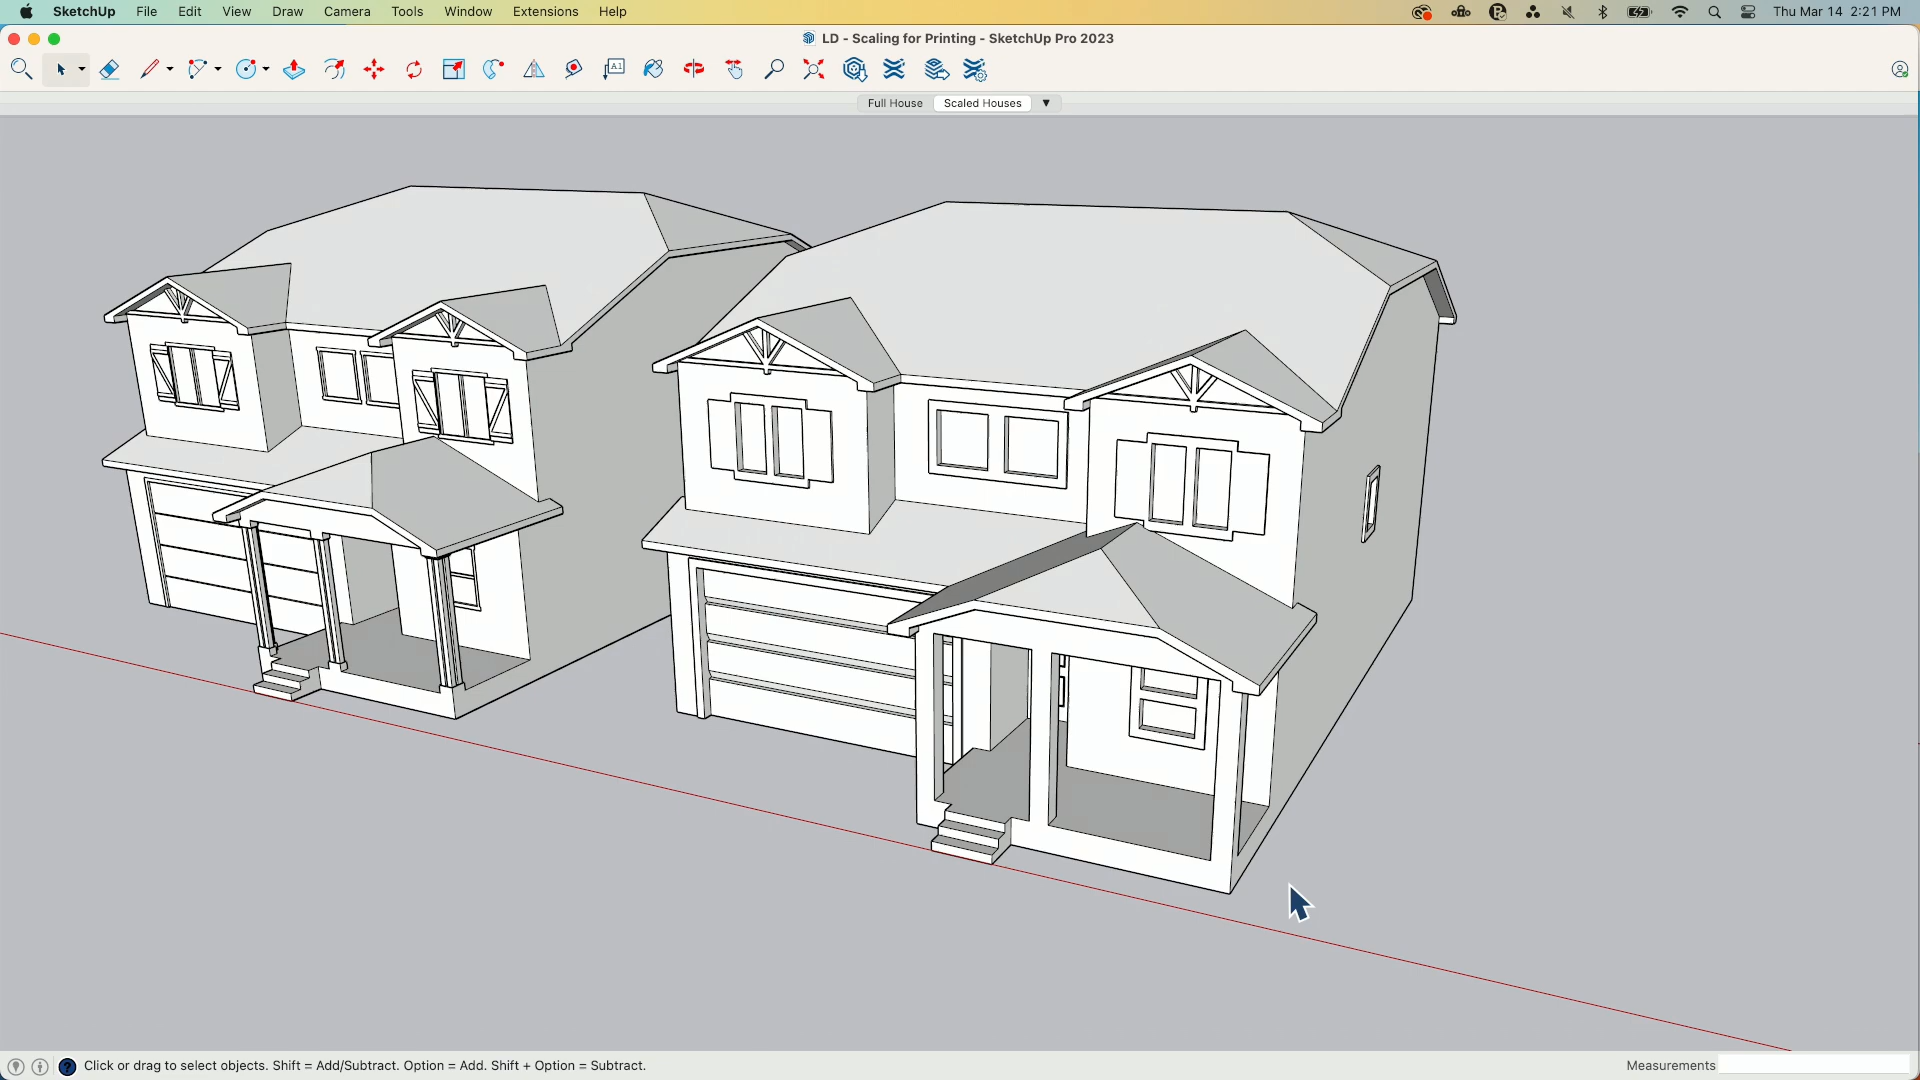 SketchUp File Edit View Draw Camera Tools Window Extensions Help Thu Mar 14 2:21 PM
LD - Scaling for Printing - SketchUp Pro 2023
A1
Full House Scaled Houses
Click or drag to select objects. Shift = Add/Subtract. Option = Add. Shift + Option = Subtract. Measurements